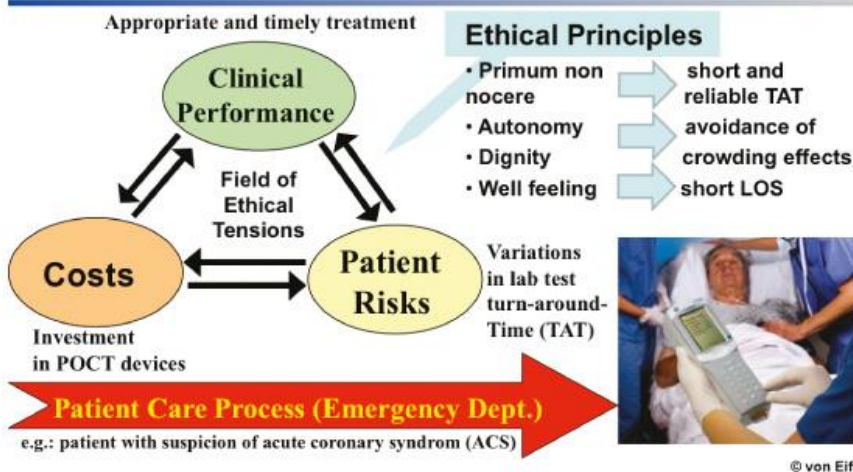 Appropriate and timely treatment
Ethical Principles
Clinical
Performance
• Primum non
nocere
short and
reliable TAT
• Autonomy
avoidance of
• Dignity
crowding effects
• Well feeling
short LOS
Field of
Ethical
Tensions
Costs
Patient
Risks
Variations
in lab test
turn-around-
Time (TAT)
Investment
in POCT devices
Patient Care Process (Emergency Dept.)
e.g.: patient with suspicion of acute coronary syndrom (ACS)
© von Eif